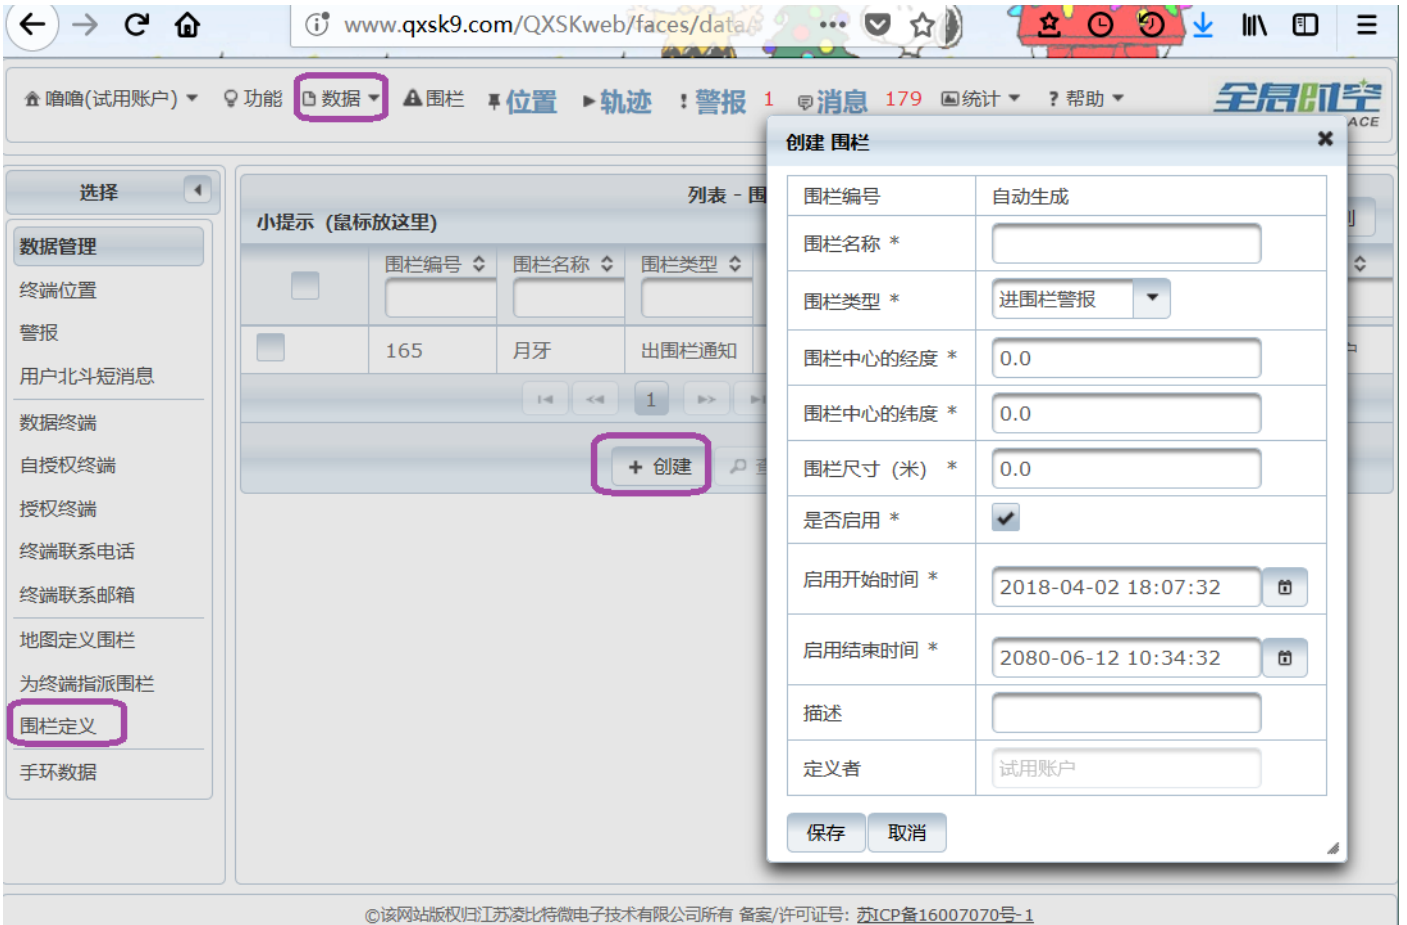 www.qxsk9.com/QXSKweb/faces/data/
噜噜(试用账户) 功能 数据 围栏 位置 轨迹 警报 1 消息 179 统计 帮助 全息时空
ACE
创建 围栏
选择
数据管理
终端位置
警报
用户北斗短消息
数据终端
自授权终端
授权终端
终端联系电话
终端联系邮箱
地图定义围栏
为终端指派围栏
围栏定义
手环数据
列表 - 围
小提示 (鼠标放这里)
围栏编号 围栏名称 围栏类型
165 月牙 出围栏通知
1
+ 创建
围栏编号 自动生成
围栏名称 *
围栏类型 * 进围栏警报
围栏中心的经度 * 0.0
围栏中心的纬度 * 0.0
围栏尺寸 (米) * 0.0
是否启用 *
启用开始时间 * 2018-04-02 18:07:32
启用结束时间 * 2080-06-12 10:34:32
描述
定义者 试用账户
保存 取消
©该网站版权归江苏凌比特微电子技术有限公司所有 备案/许可证号: 苏ICP备16007070号-1